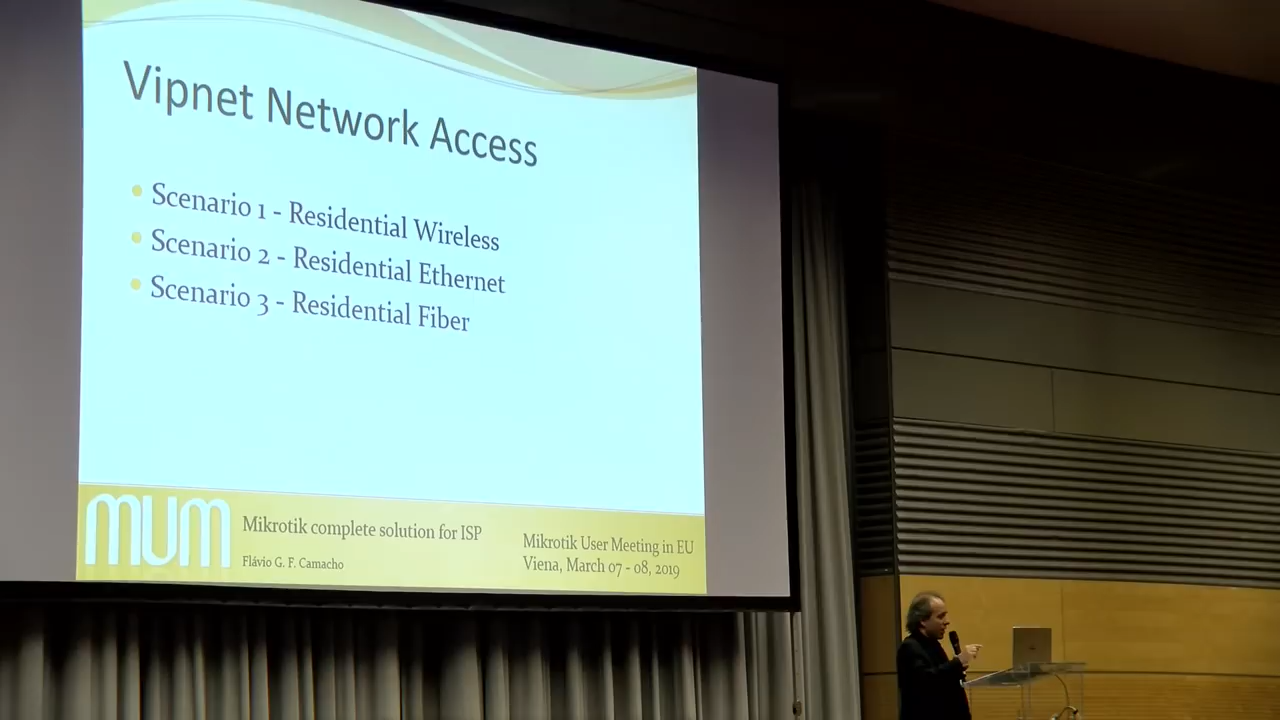 Vipnet Network Access
• Scenario 1 - Residential Wireless
• Scenario 2 - Residential Ethernet
• Scenario 3 - Residential Fiber
MUM
Mikrotik complete solution for ISP
Flávio G. F. Camacho
Mikrotik User Meeting in EU
Viena, March 07 - 08, 2019